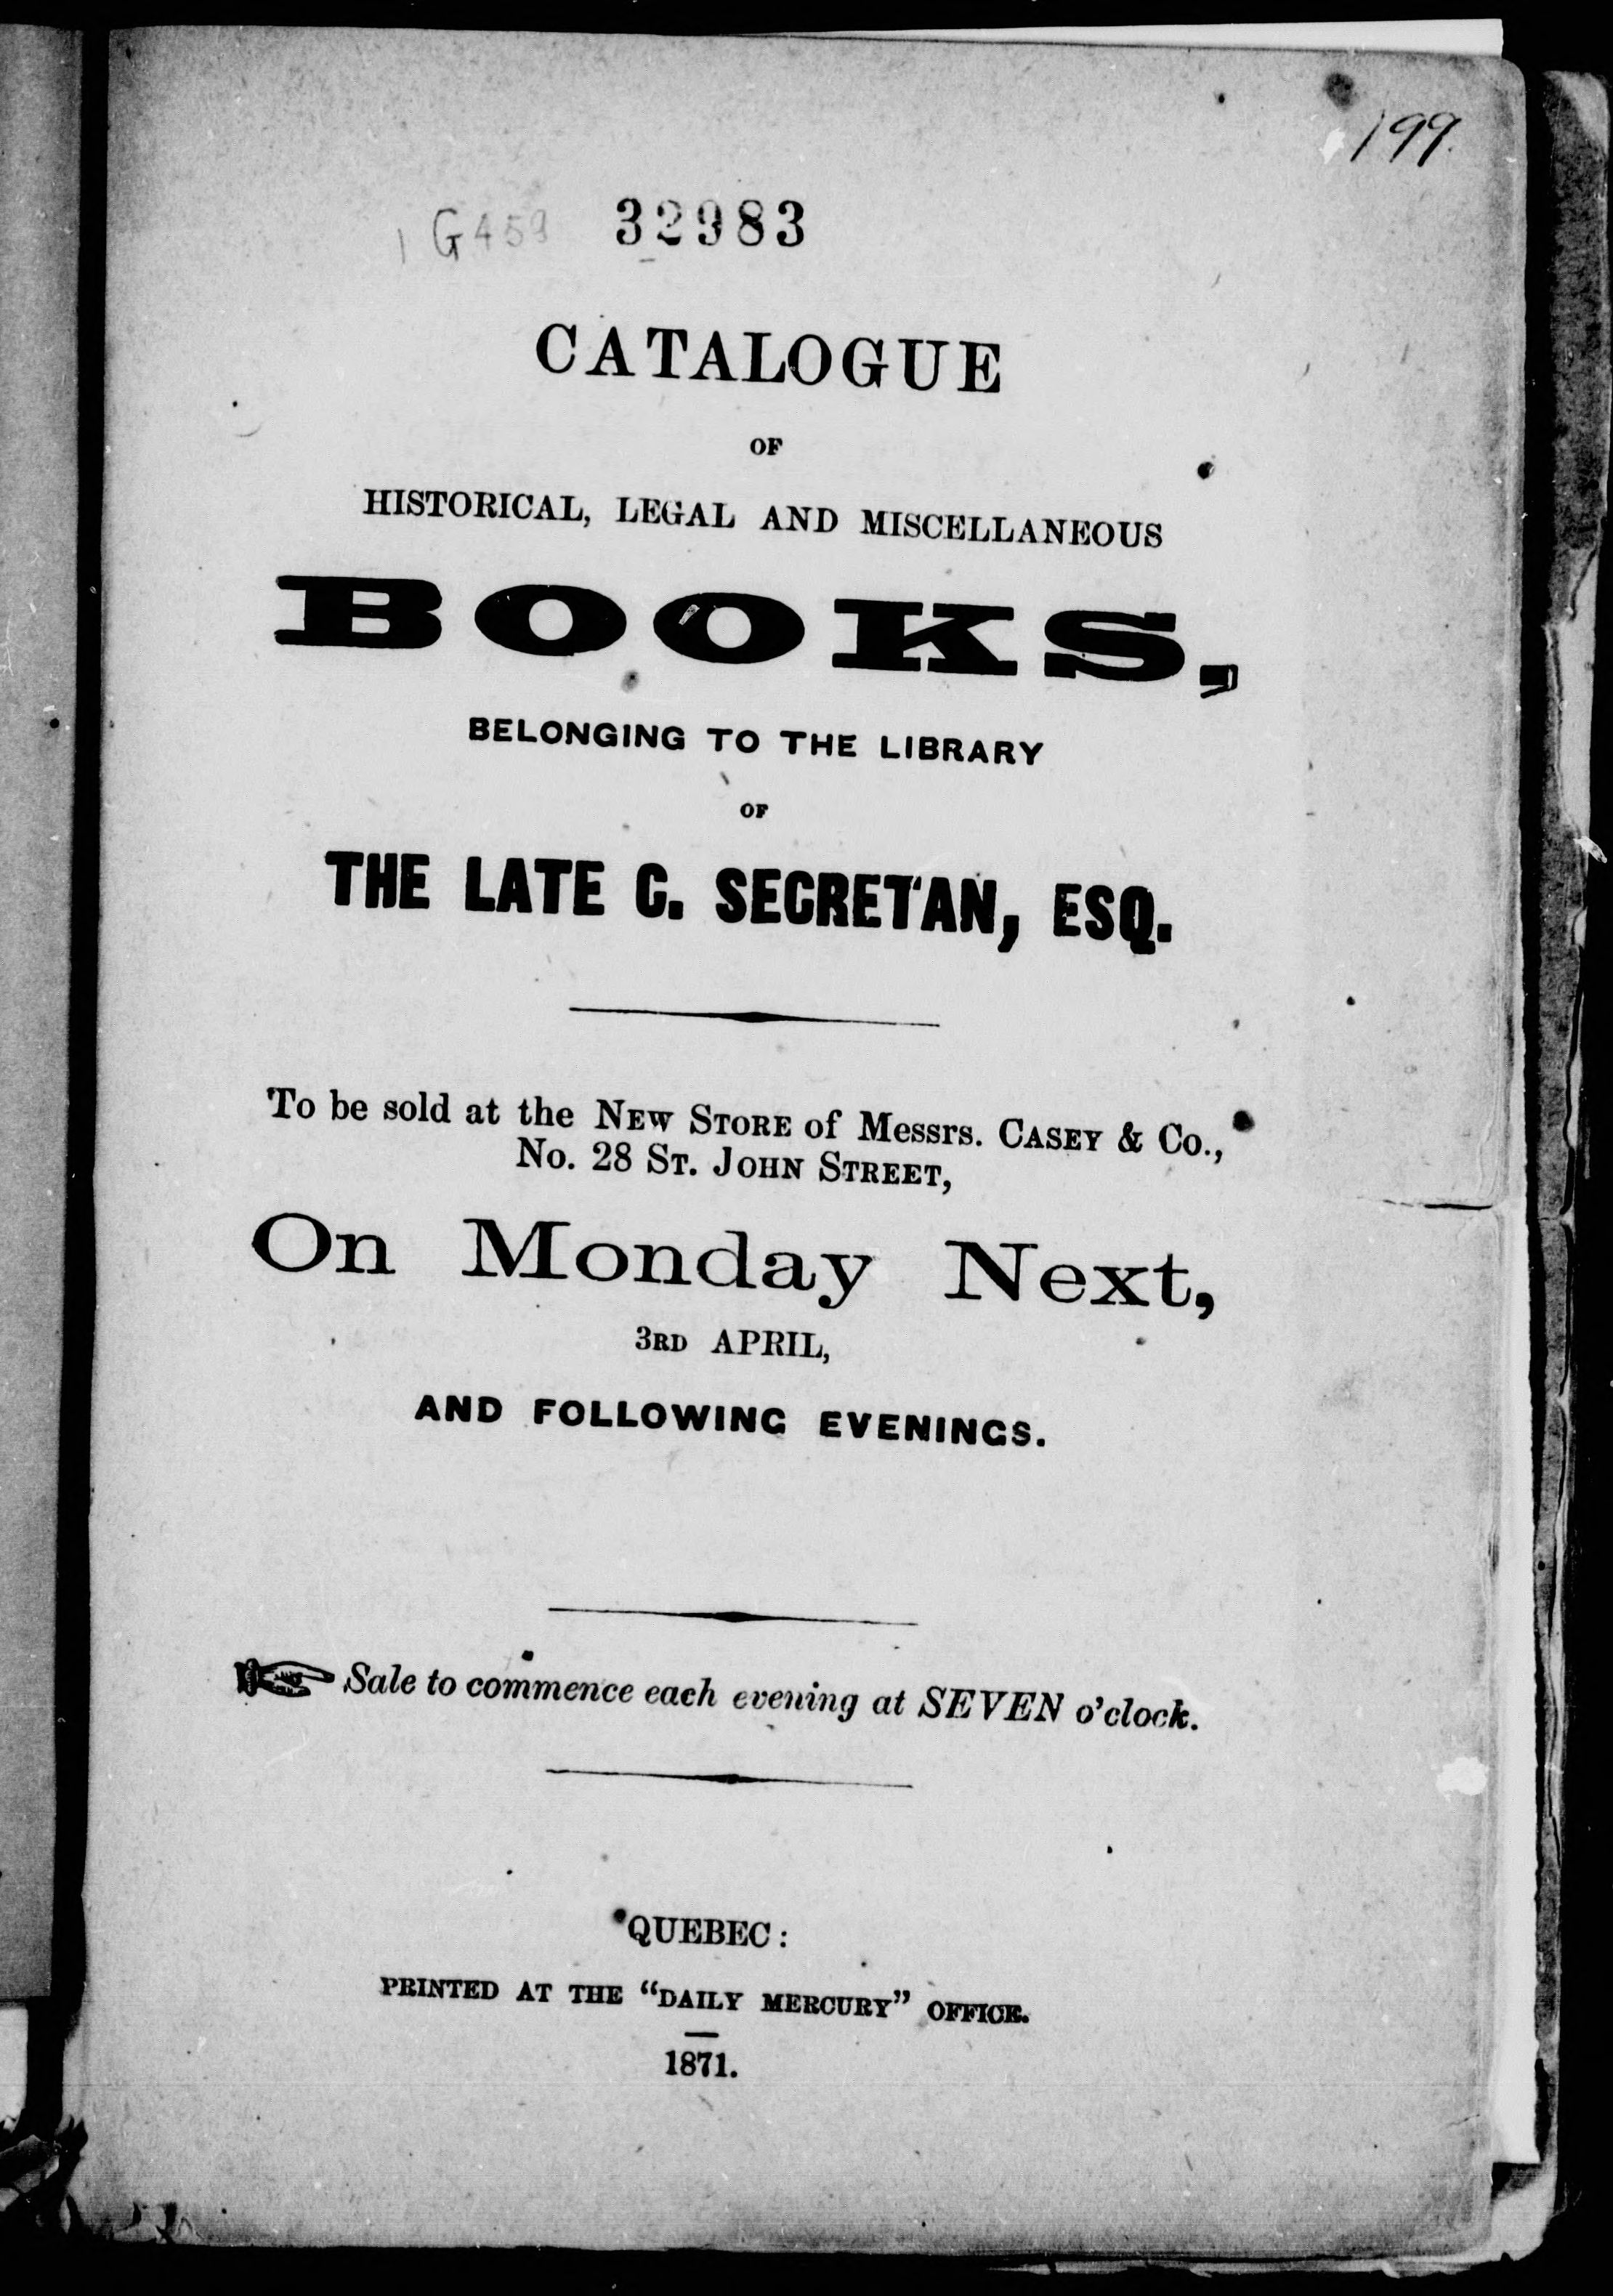 199.
G459 32983
CATALOGUE
OF
HISTORICAL, LEGAL AND MISCELLANEOUS
BOOKS,
BELONGING TO THE LIBRARY
OF
THE LATE C. SECRETAN, ESQ.
To be sold at the NEW STORE of Messrs. CASEY & Co.,
No. 28 ST. JOHN STREET,
On Monday Next,
3RD APRIL,
AND FOLLOWING EVENINGS.
Sale to commence each evening at SEVEN o'clock.
QUEBEC:
PRINTED AT THE "DAILY MERCURY" OFFICE.
1871.